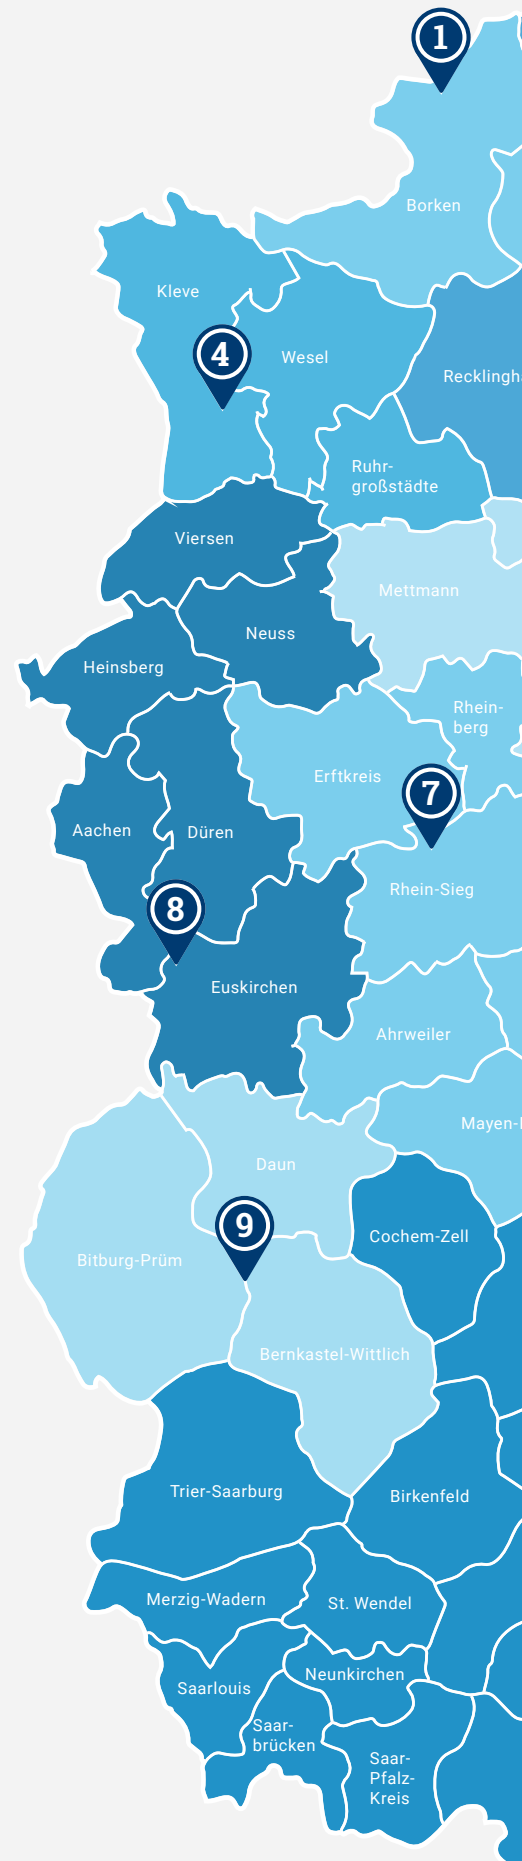 1
Borken
Kleve
4
Wesel
Recklingh
Ruhr-
großstädte
Viersen
Mettmann
Neuss
Heinsberg
Rhein-
berg
Erftkreis
7
Aachen
Düren
Rhein-Sieg
8
Euskirchen
Ahrweiler
Mayen-
Daun
9
Cochem-Zell
Bitburg-Prüm
Bernkastel-Wittlich
Trier-Saarburg
Birkenfeld
Merzig-Wadern
St. Wendel
Neunkirchen
Saarlouis
Saar-
brücken
Saar-
Pfalz-
Kreis